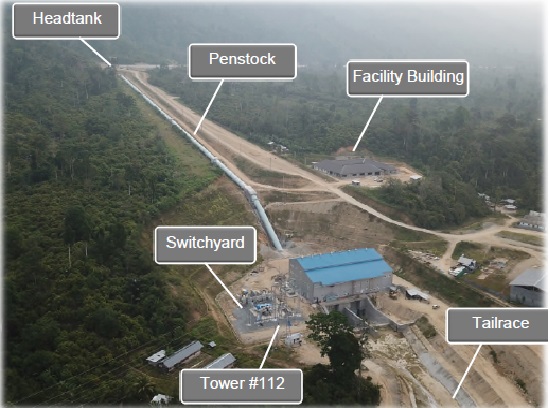 Headtank
Penstock
Facility Building
Switchyard
Tailrace
Tower #112